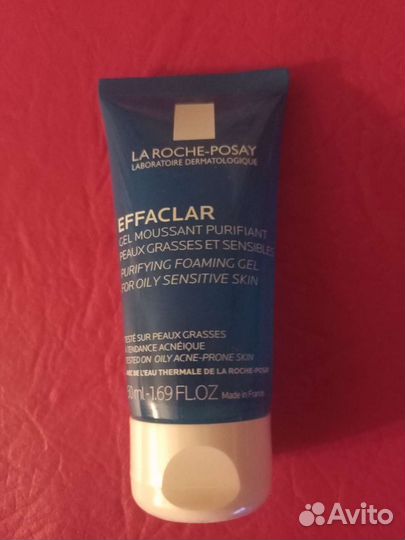 LA ROCHE-POSAY
LABORATOIRE DERMATOLOGIQUE
EFFACLAR
GEL MOUSSANT PURIFIANT
PEAUX GRASSES ET SENSIBLES
PURIFYING FOAMING GEL
FOR OILY SENSITIVE SKIN
TESTÉ SUR PEAUX GRASSES
À TENDANCE ACNÉIQUE
TESTED ON OILY ACNE-PRONE SKIN
AVEC DE L'EAU THERMALE DE LA ROCHE-POSAY
50ml-1.69 FL.OZ Made in France
Avito